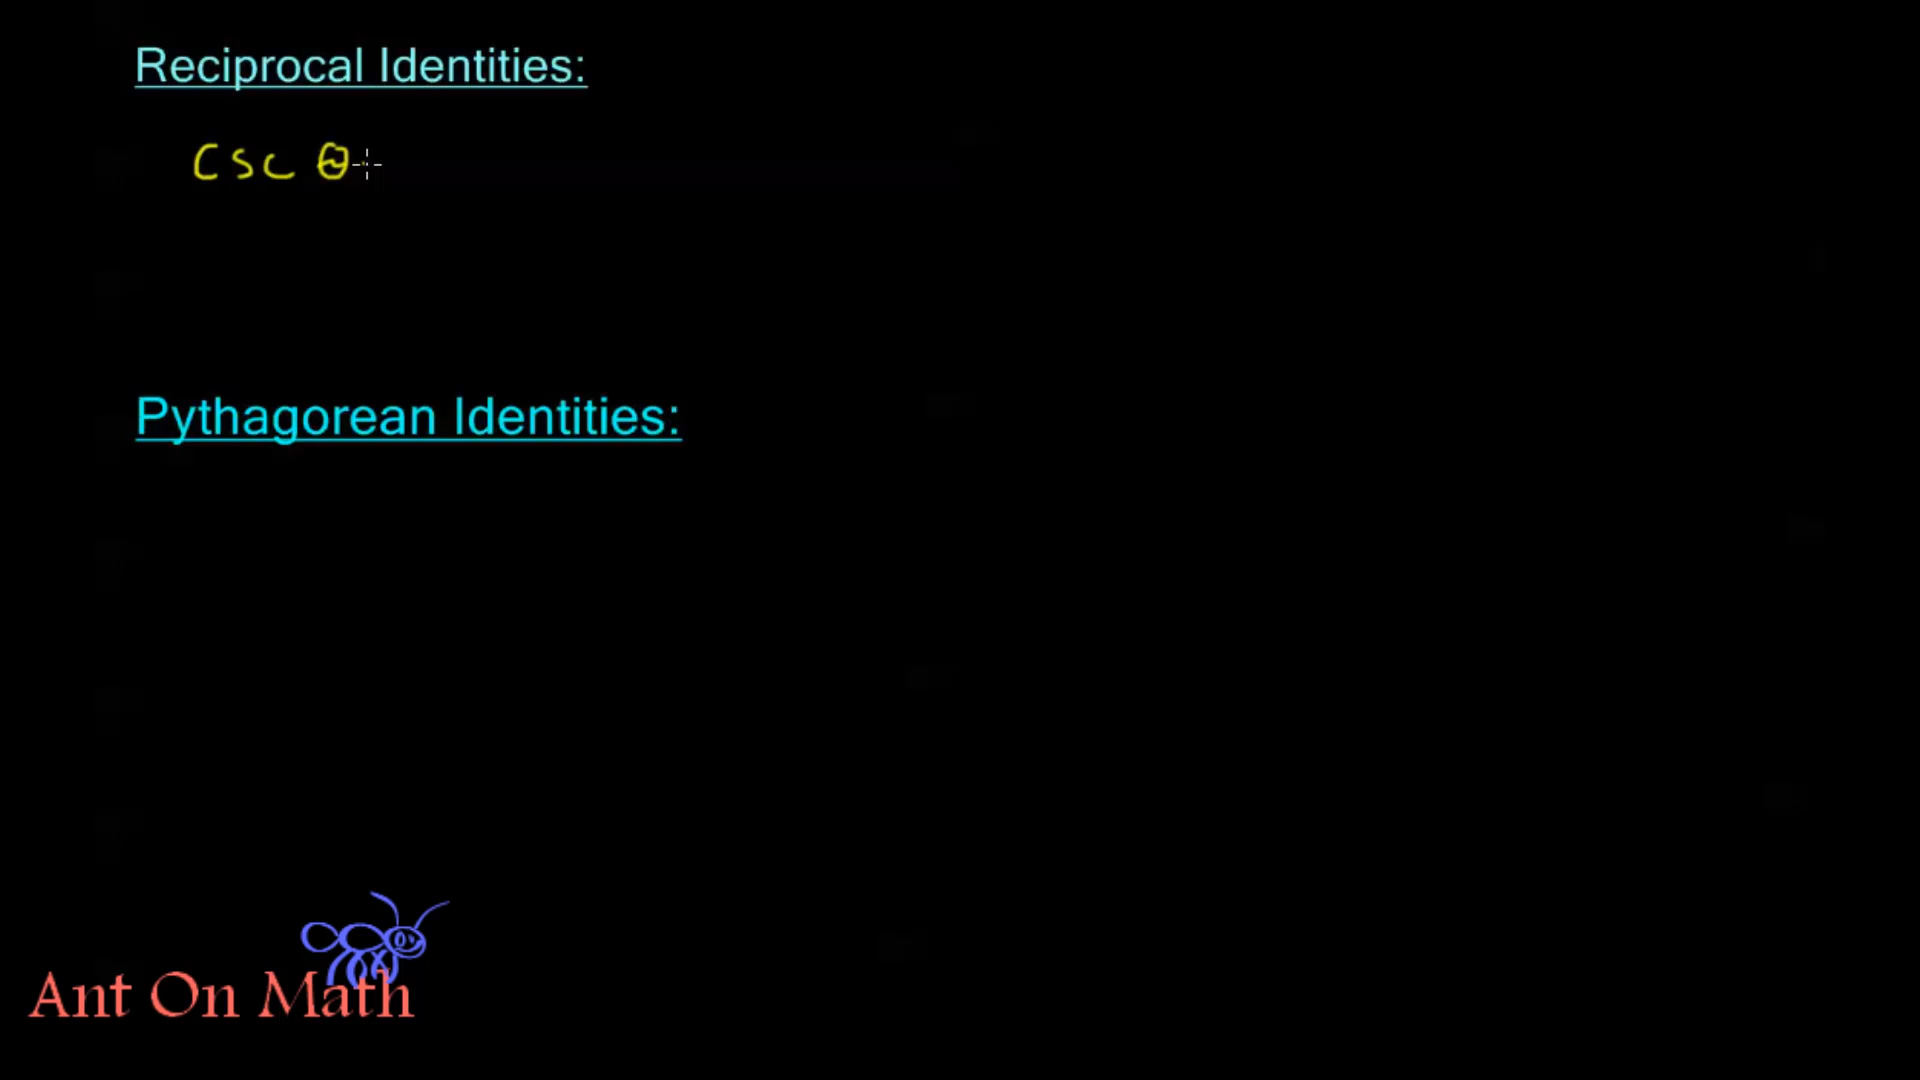 Reciprocal Identities:
csc θ
Pythagorean Identities:
Ant On Math